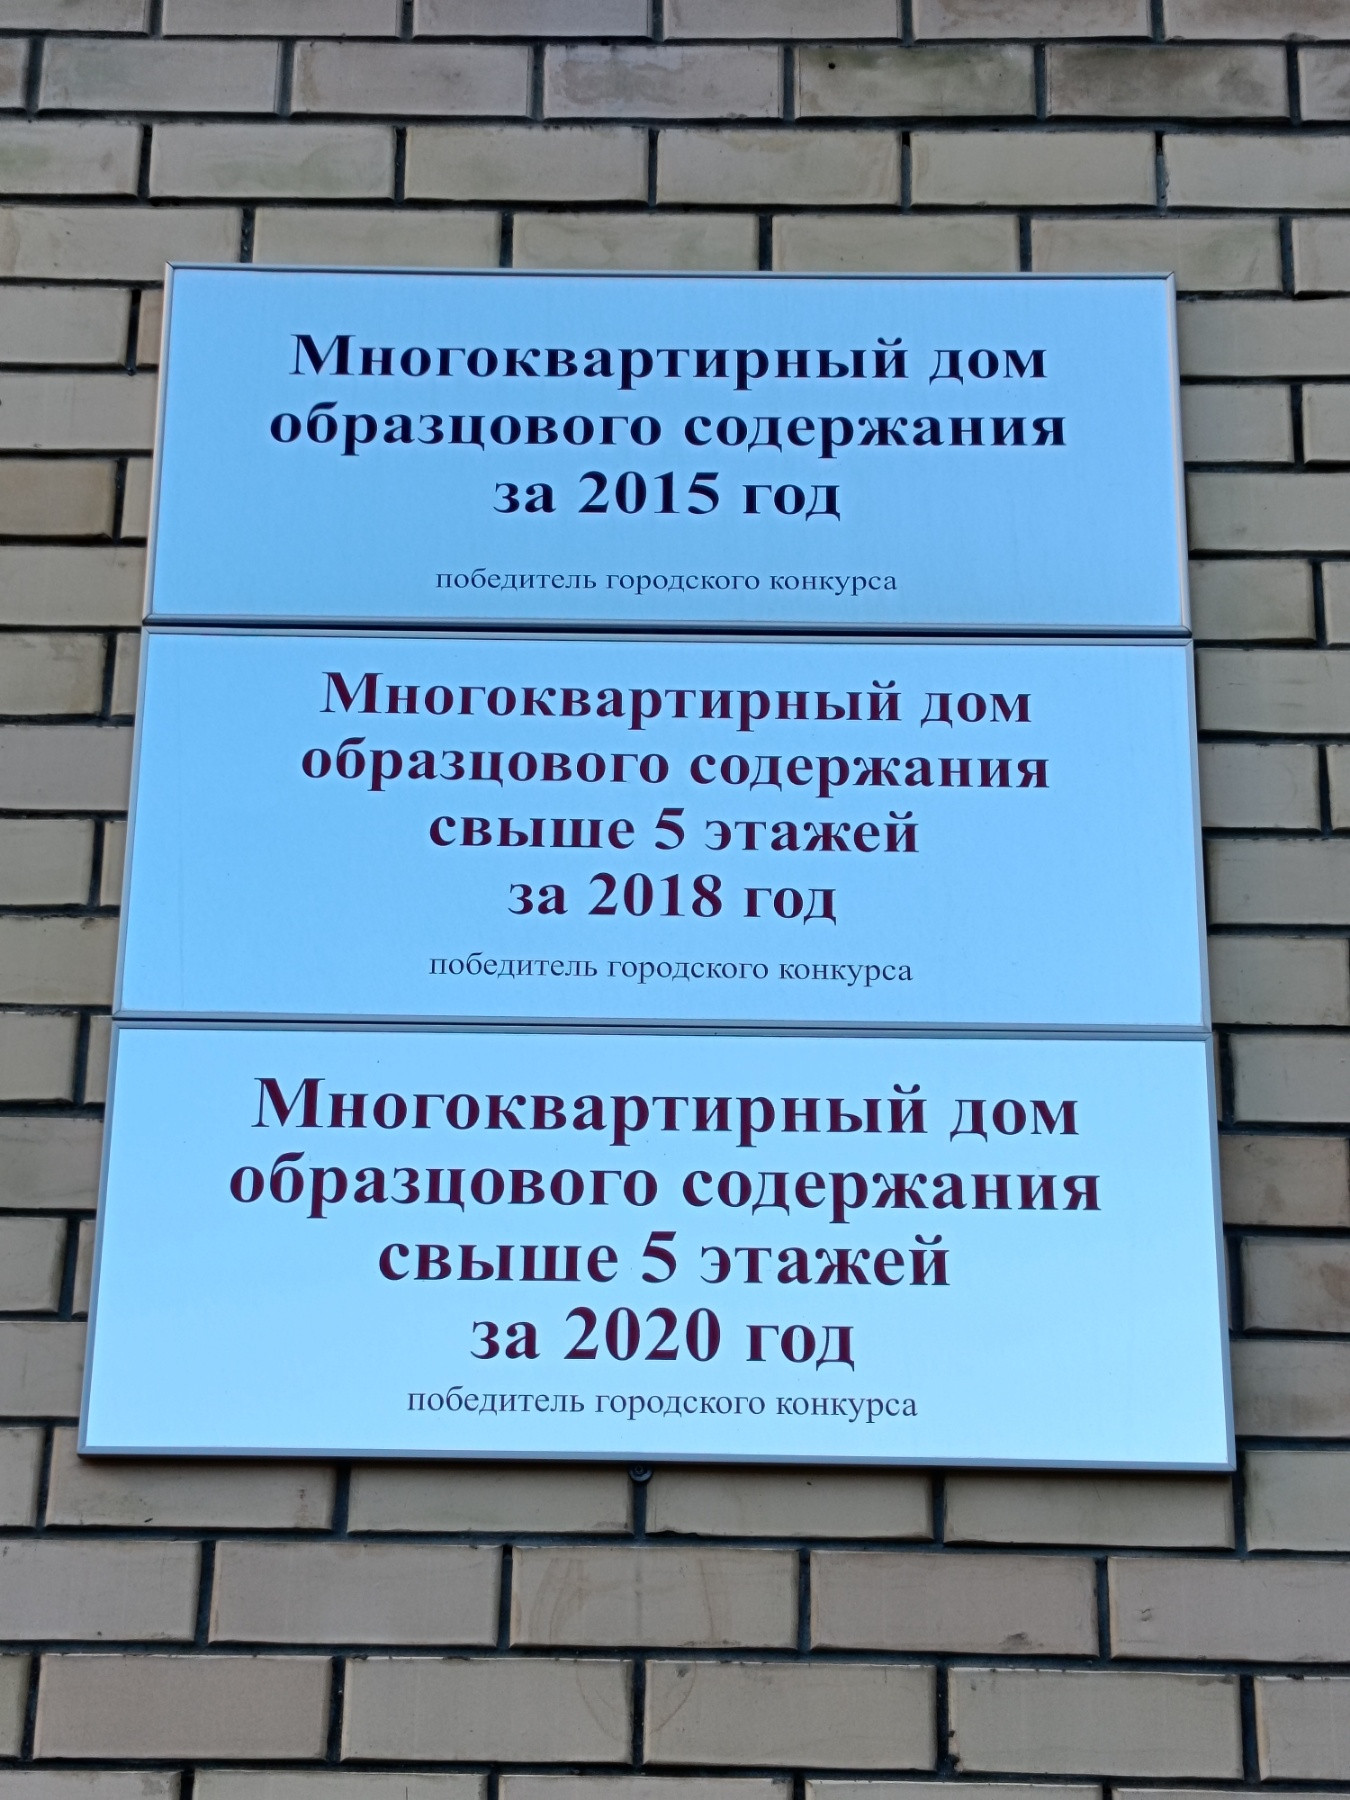 Многоквартирный дом
образцового содержания
за 2015 год
победитель городского конкурса
Многоквартирный дом
образцового содержания
свыше 5 этажей
за 2018 год
победитель городского конкурса
Многоквартирный дом
образцового содержания
свыше 5 этажей
за 2020 год
победитель городского конкурса